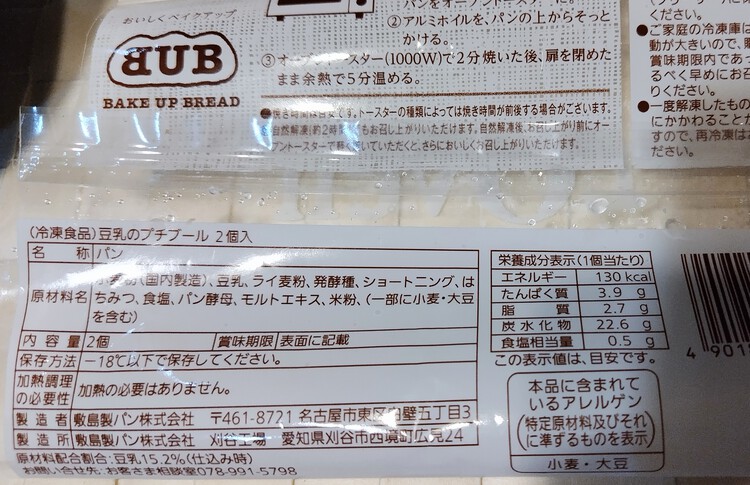 おいしくベイクアップ
BUB
BAKE UP BREAD
②アルミホイルを、パンの上からそっと
かける。
③オーブントースター(1000W)で2分焼いた後、扉を閉めた
まま余熱で5分温める。
●焼き時間は目安です。トースターの種類によっては焼き時間が前後する場合がございます。
自然解凍(約2時間)でもお召し上がりいただけます。自然解凍後、お召し上がり前にオー
ブントースターで軽く焼いていただくと、さらにおいしくお召し上がりいただけます。
ください。
●ご家庭の冷凍庫は
動が大きいので、
賞味期限内であっ
るべく早めにお召
りください。
●一度解凍したもの
にかかわることが
すので、再冷凍は
ださい。
(冷凍食品)豆乳のプチブール 2個入
名 称 パン
原材料名 小麦粉(国内製造)、豆乳、ライ麦粉、発酵種、ショートニング、は
ちみつ、食塩、パン酵母、モルトエキス、米粉、(一部に小麦・大豆
を含む)
内容量 2個 賞味期限 表面に記載
保存方法 －18℃以下で保存してください。
加熱調理
の必要性 加熱の必要はありません。
製造者 敷島製パン株式会社 〒461-8721 名古屋市東区白壁五丁目3
製造所 敷島製パン株式会社 刈谷工場 愛知県刈谷市西境町広見24
原材料配合割合:豆乳15.2%(仕込み時)
お問い合せ先:お客さま相談室078-991-5798
栄養成分表示(1個当たり)
エネルギー 130 kcal
たんぱく質 3.9 g
脂質 2.7 g
炭水化物 22.6 g
食塩相当量 0.5 g
この表示値は、目安です。
本品に含まれて
いるアレルゲン
(特定原材料及びそれ
に準ずるものを表示)
小麦・大豆
4 901